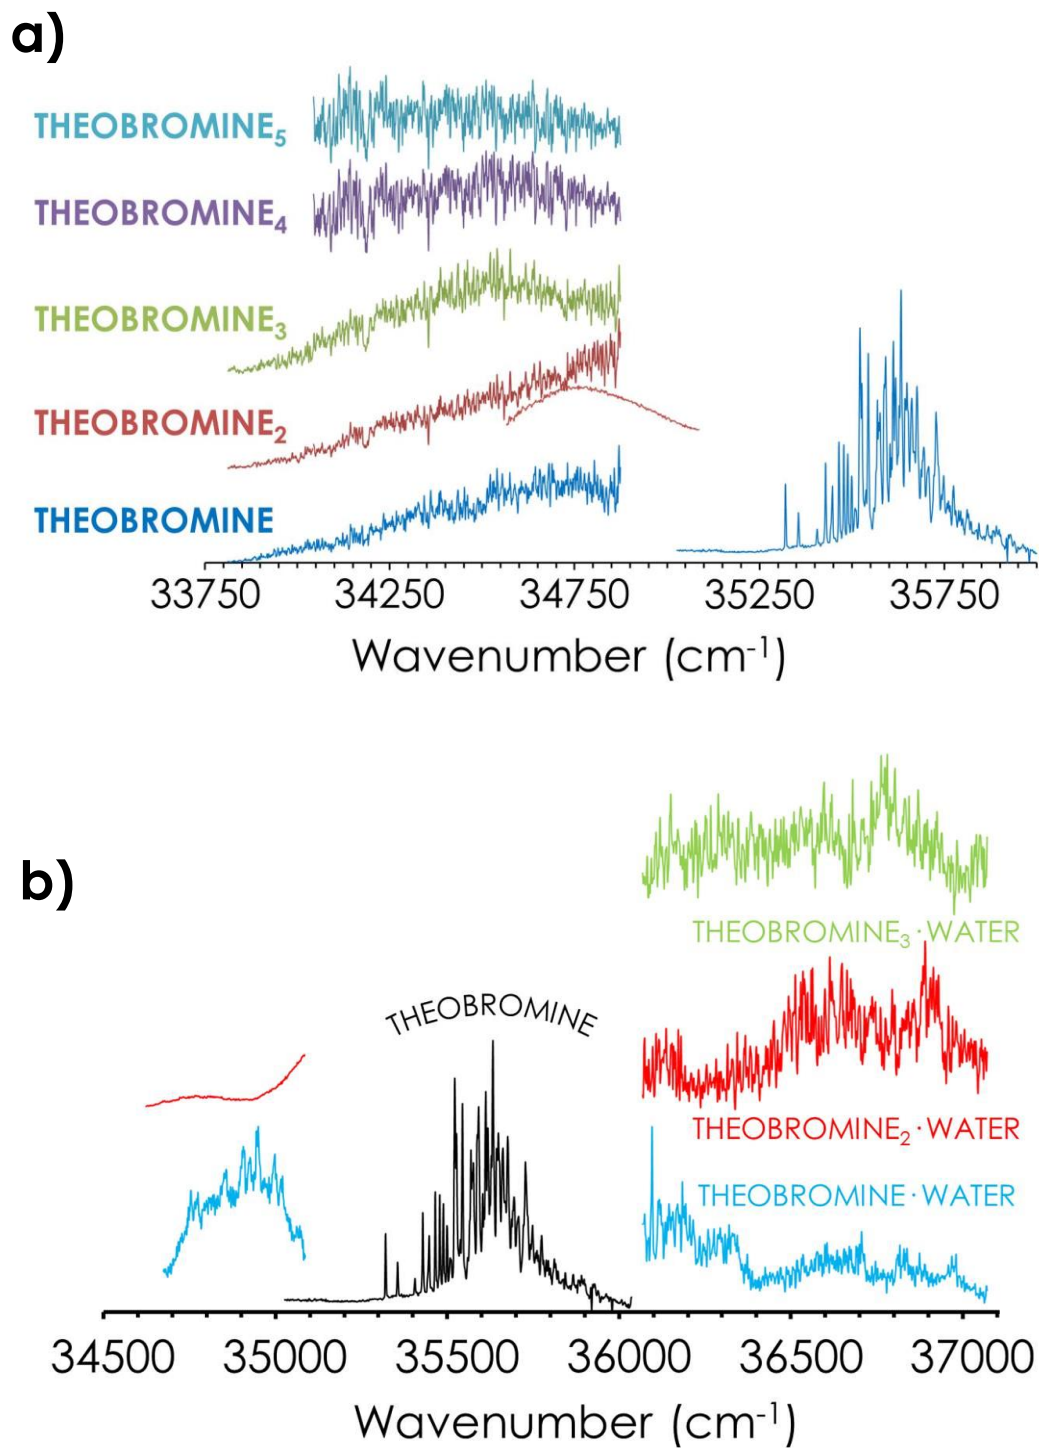 a)
THEOBROMINE₅
THEOBROMINE₄
THEOBROMINE₃
THEOBROMINE₂
THEOBROMINE
33750 34250 34750 35250 35750
Wavenumber (cm⁻¹)
b)
THEOBROMINE₃·WATER
THEOBROMINE
THEOBROMINE₂·WATER
THEOBROMINE·WATER
34500 35000 35500 36000 36500 37000
Wavenumber (cm⁻¹)